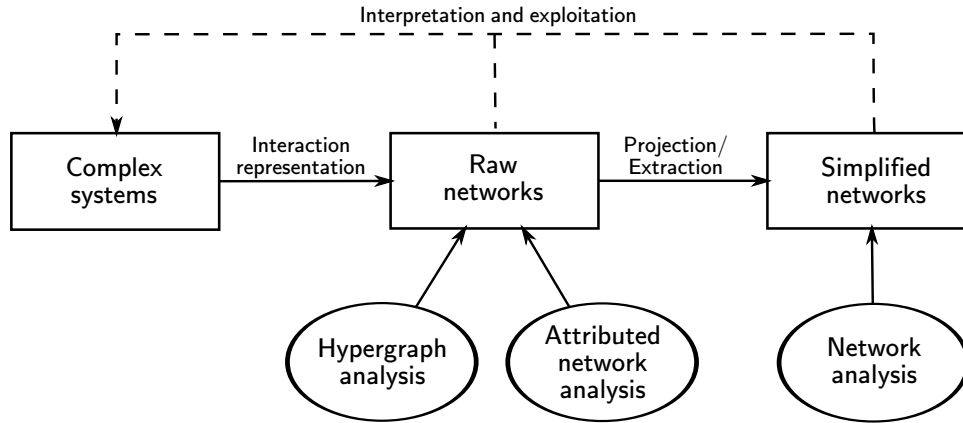 Interpretation and exploitation
Complex
systems
Interaction
representation
Raw
networks
Projection/
Extraction
Simplified
networks
Hypergraph
analysis
Attributed
network
analysis
Network
analysis